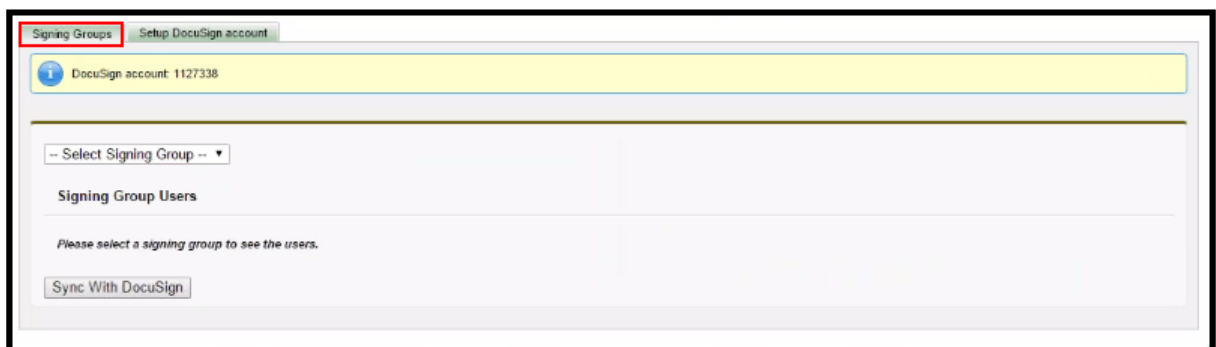 Signing Groups Setup DocuSign account
DocuSign account: 1127338
-- Select Signing Group --
Signing Group Users
Please select a signing group to see the users.
Sync With DocuSign